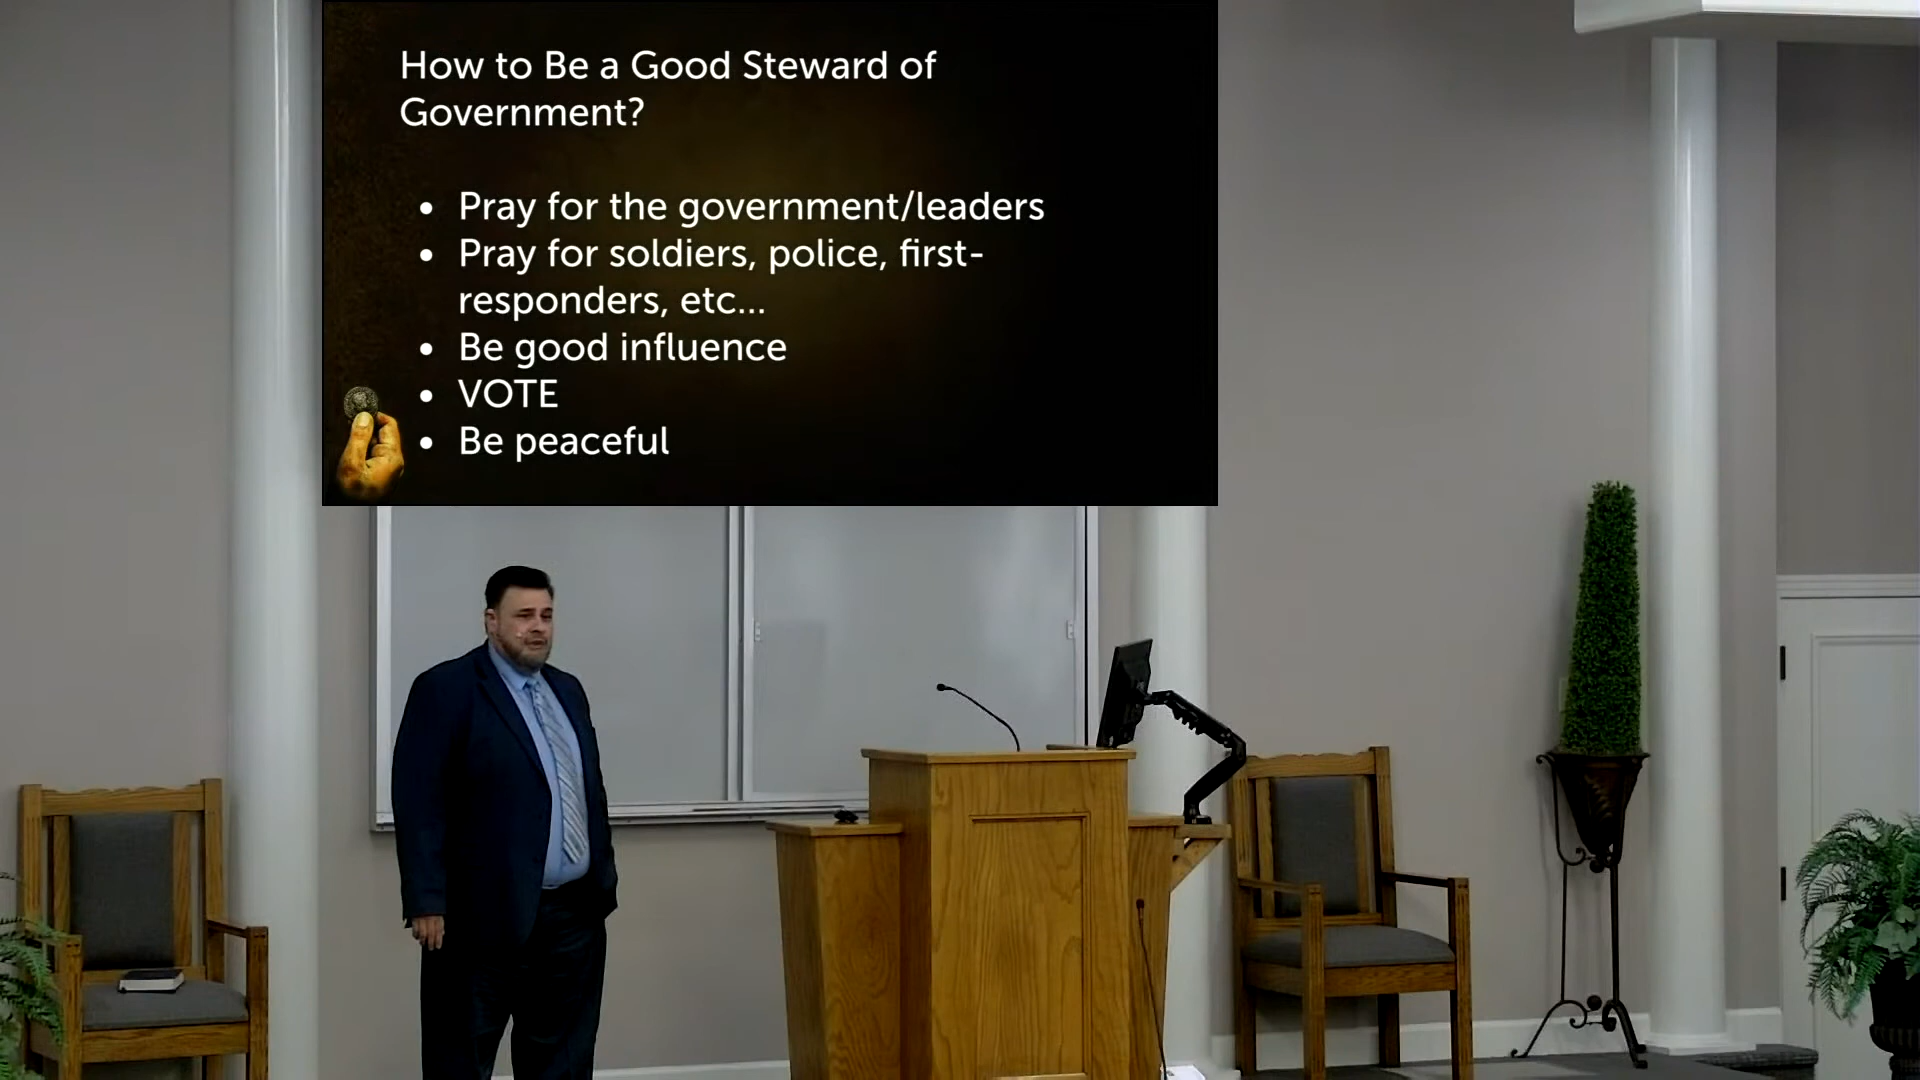 How to Be a Good Steward of
Government?
• Pray for the government/leaders
• Pray for soldiers, police, first-
responders, etc...
• Be good influence
• VOTE
• Be peaceful